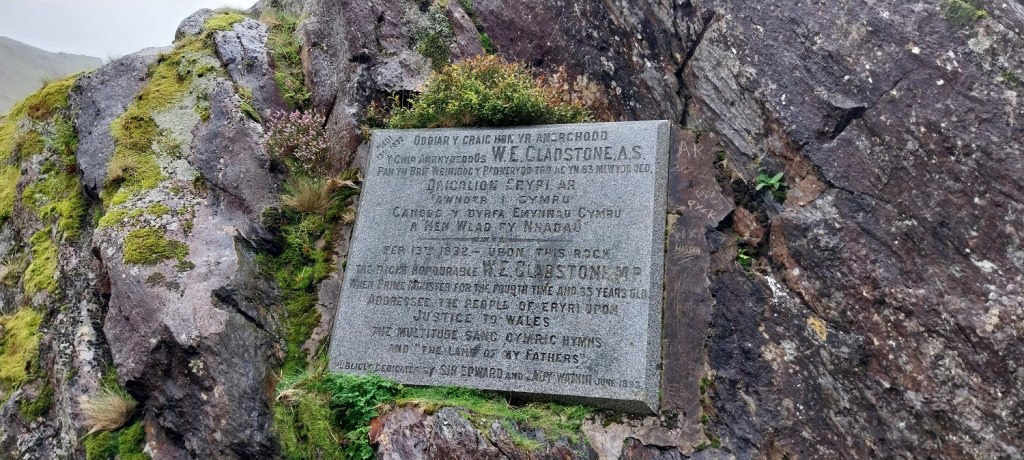 ODDIAR Y GRAIG HON YR ANERCHODD
Y GWIR ANRHYDEDDUS W. E. GLADSTONE, A.S.
PAN YN BRIF WEINIDOG Y BEDWERYDD TRO AC YN 83 MLWYDD OED,
DRIGOLION ERYRI AR
IAWNDER I GYMRU
CANODD Y DYRFA EMYNNAU CYMRU
A HEN WLAD FY NHADAU
SEP 13TH 1892 – UPON THIS ROCK
THE RIGHT HONOURABLE W. E. GLADSTONE M.P.
WHEN PRIME MINISTER FOR THE FOURTH TIME AND 83 YEARS OLD
ADDRESSED THE PEOPLE OF ERYRI UPON
JUSTICE TO WALES
THE MULTITUDE SANG CYMRIC HYMNS
AND "THE LAND OF MY FATHERS"
PUBLICLY DEDICATED BY SIR EDWARD AND LADY WATKIN JUNE 1893